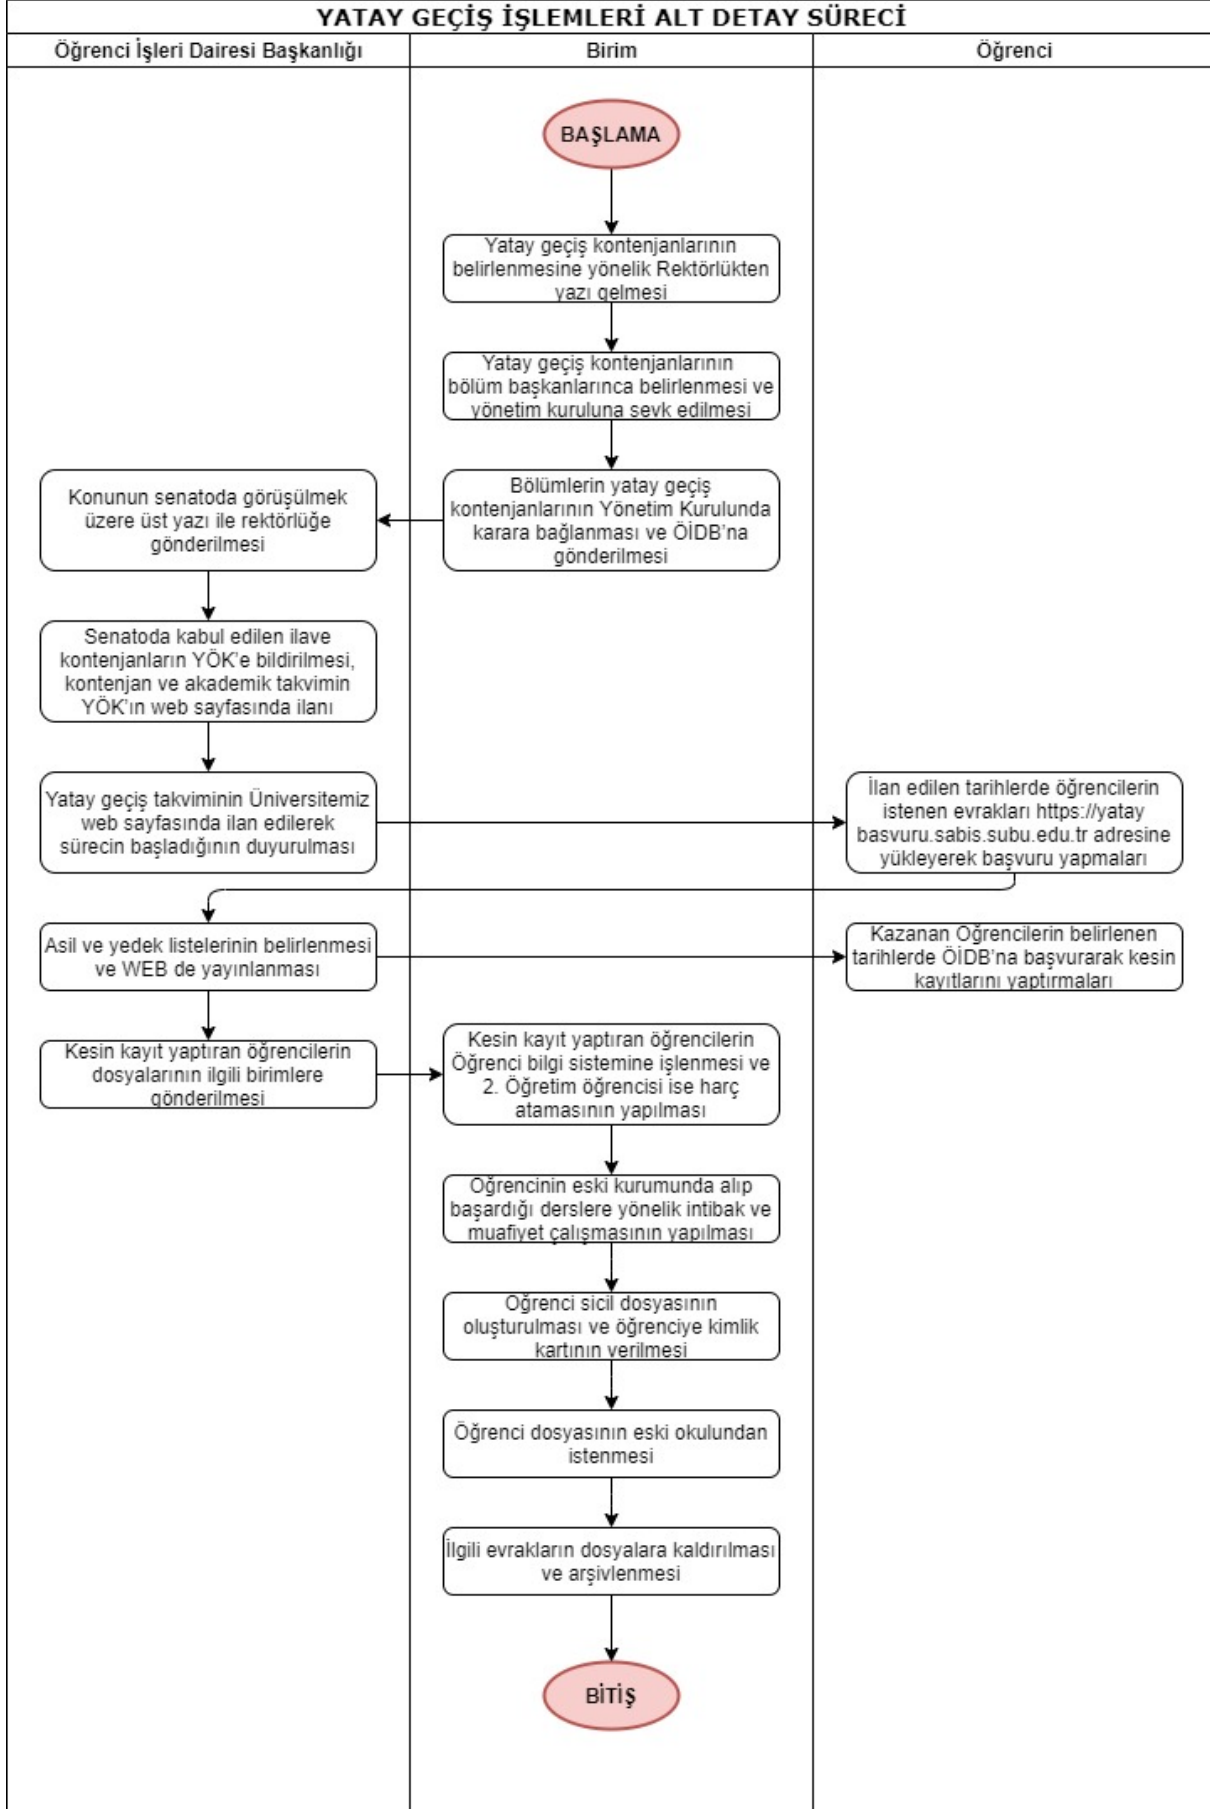 YATAY GEÇİŞ İŞLEMLERİ ALT DETAY SÜRECİ
Öğrenci İşleri Dairesi Başkanlığı
Birim
Öğrenci
BAŞLAMA
Yatay geçiş kontenjanlarının
belirlenmesine yönelik Rektörlükten
yazı gelmesi
Yatay geçiş kontenjanlarının
bölüm başkanlarınca belirlenmesi ve
yönetim kuruluna sevk edilmesi
Bölümlerin yatay geçiş
kontenjanlarının Yönetim Kurulunda
karara bağlanması ve ÖİDB'na
gönderilmesi
Konunun senatoda görüşülmek
üzere üst yazı ile rektörlüğe
gönderilmesi
Senatoda kabul edilen ilave
kontenjanların YÖK'e bildirilmesi,
kontenjan ve akademik takvimin
YÖK'ın web sayfasında ilanı
Yatay geçiş takviminin Üniversitemiz
web sayfasında ilan edilerek
sürecin başladığının duyurulması
İlan edilen tarihlerde öğrencilerin
istenen evrakları https://yatay
basvuru.sabis.subu.edu.tr adresine
yükleyerek başvuru yapmaları
Asil ve yedek listelerinin belirlenmesi
ve WEB de yayınlanması
Kazanan Öğrencilerin belirlenen
tarihlerde ÖİDB'na başvurarak kesin
kayıtlarını yaptırmaları
Kesin kayıt yaptıran öğrencilerin
dosyalarının ilgili birimlere
gönderilmesi
Kesin kayıt yaptıran öğrencilerin
Öğrenci bilgi sistemine işlenmesi ve
2. Öğretim öğrencisi ise harç
atamasının yapılması
Öğrencinin eski kurumunda alıp
başardığı derslere yönelik intibak ve
muafiyet çalışmasının yapılması
Öğrenci sicil dosyasının
oluşturulması ve öğrenciye kimlik
kartının verilmesi
Öğrenci dosyasının eski okulundan
istenmesi
İlgili evrakların dosyalara kaldırılması
ve arşivlenmesi
BİTİŞ